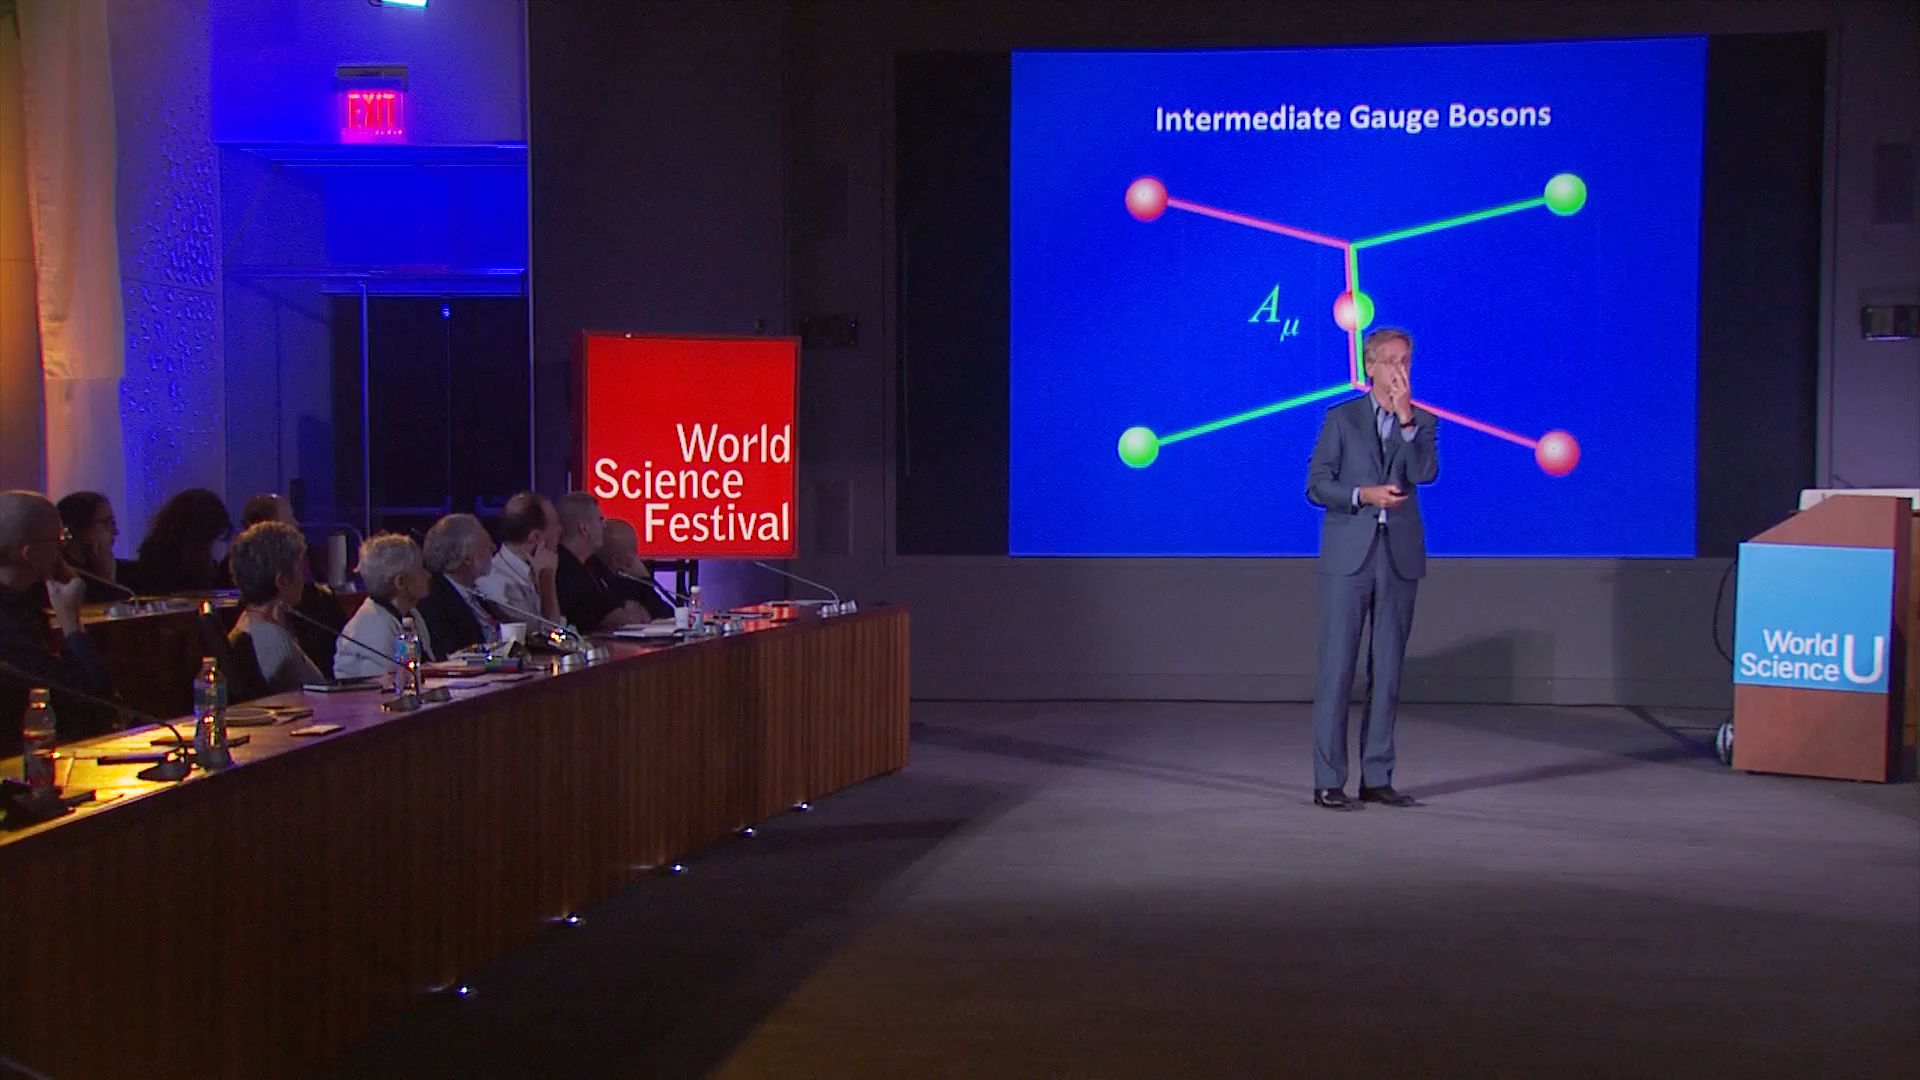 EXIT
Intermediate Gauge Bosons
Aμ
World
Science
Festival
World
Science U